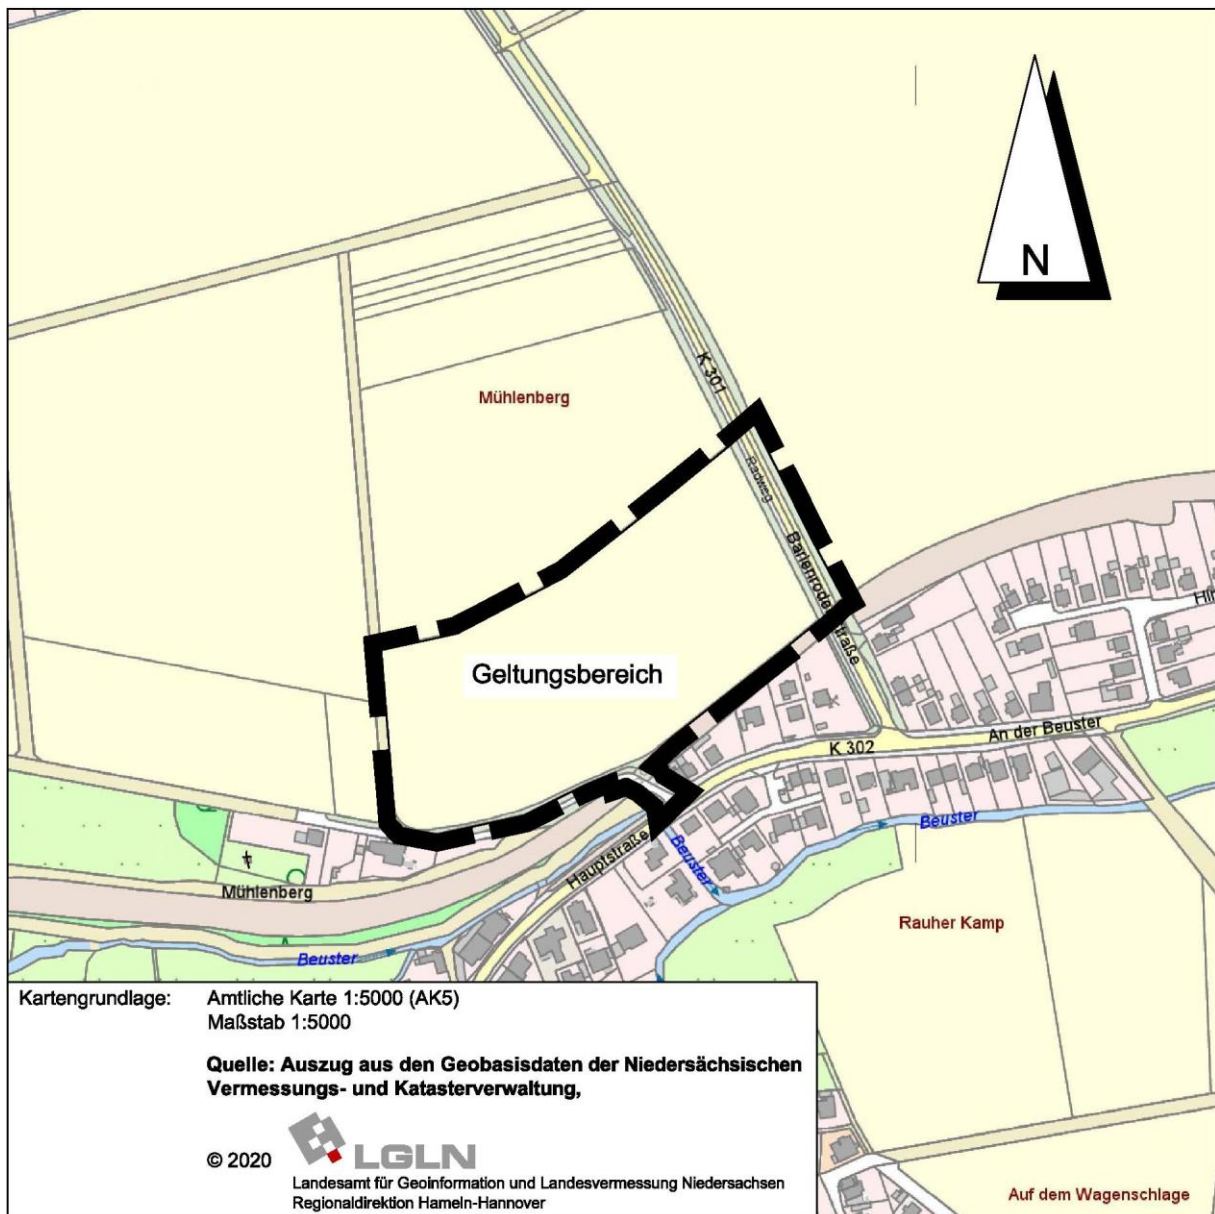 N
K 301
Mühlenberg
Radweg
Barienroder Straße
Geltungsbereich
An der Beuster
K 302
Beuster
Hauptstraße
Beuster
Mühlenberg
Rauher Kamp
Beuster
Kartengrundlage: Amtliche Karte 1:5000 (AK5)
Maßstab 1:5000
Quelle: Auszug aus den Geobasisdaten der Niedersächsischen
Vermessungs- und Katasterverwaltung,
© 2020 LGLN
Landesamt für Geoinformation und Landesvermessung Niedersachsen
Regionaldirektion Hameln-Hannover
Auf dem Wagenschlage